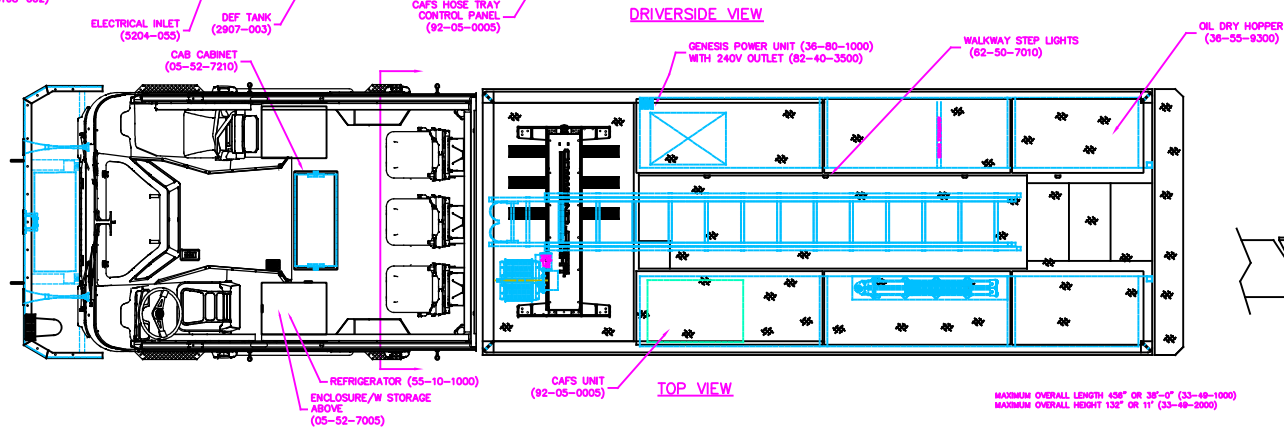 ELECTRICAL INLET
(5204-055)
DEF TANK
(2907-003)
CAFS HOSE TRAY
CONTROL PANEL
(92-05-0005)
DRIVERSIDE VIEW
CAB CABINET
(05-52-7210)
GENESIS POWER UNIT (36-80-1000)
WITH 240V OUTLET (82-40-3500)
WALKWAY STEP LIGHTS
(62-50-7010)
OIL DRY HOPPER
(36-55-9300)
REFRIGERATOR (55-10-1000)
ENCLOSURE/W STORAGE
ABOVE
(05-52-7005)
CAFS UNIT
(92-05-0005)
TOP VIEW
MAXIMUM OVERALL LENGTH 456" OR 38'-0" (33-49-1000)
MAXIMUM OVERALL HEIGHT 132" OR 11' (33-49-2000)